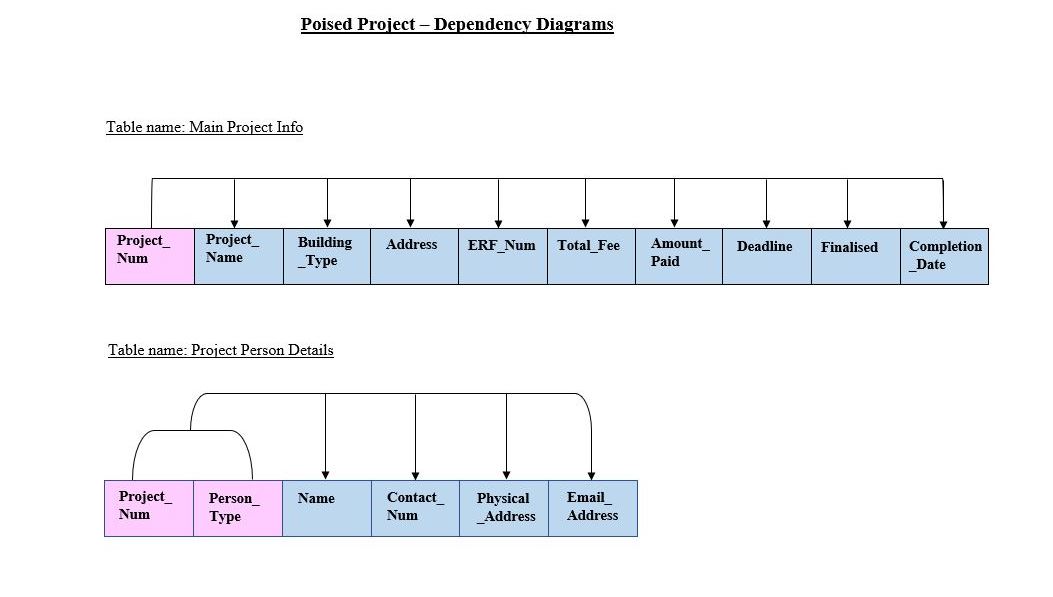 Poised Project – Dependency Diagrams
Table name: Main Project Info
Project_
Num
Project_
Name
Building
_Type
Address
ERF_Num
Total_Fee
Amount_
Paid
Deadline
Finalised
Completion
_Date
Table name: Project Person Details
Project_
Num
Person_
Type
Name
Contact_
Num
Physical
_Address
Email_
Address